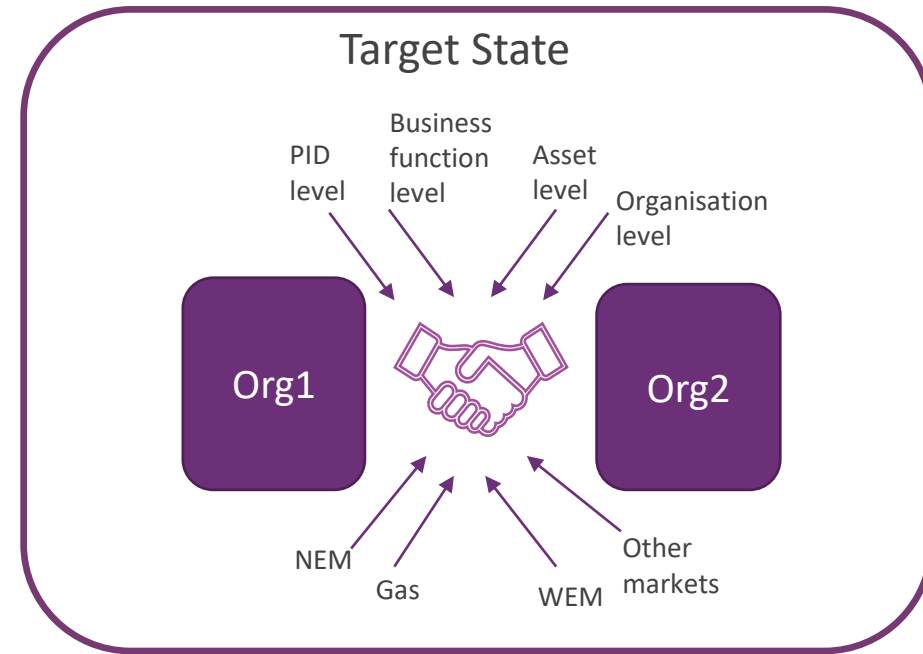 Target State
PID
level
Business
function
level
Asset
level
Organisation
level
Org1
Org2
NEM
Gas
WEM
Other
markets